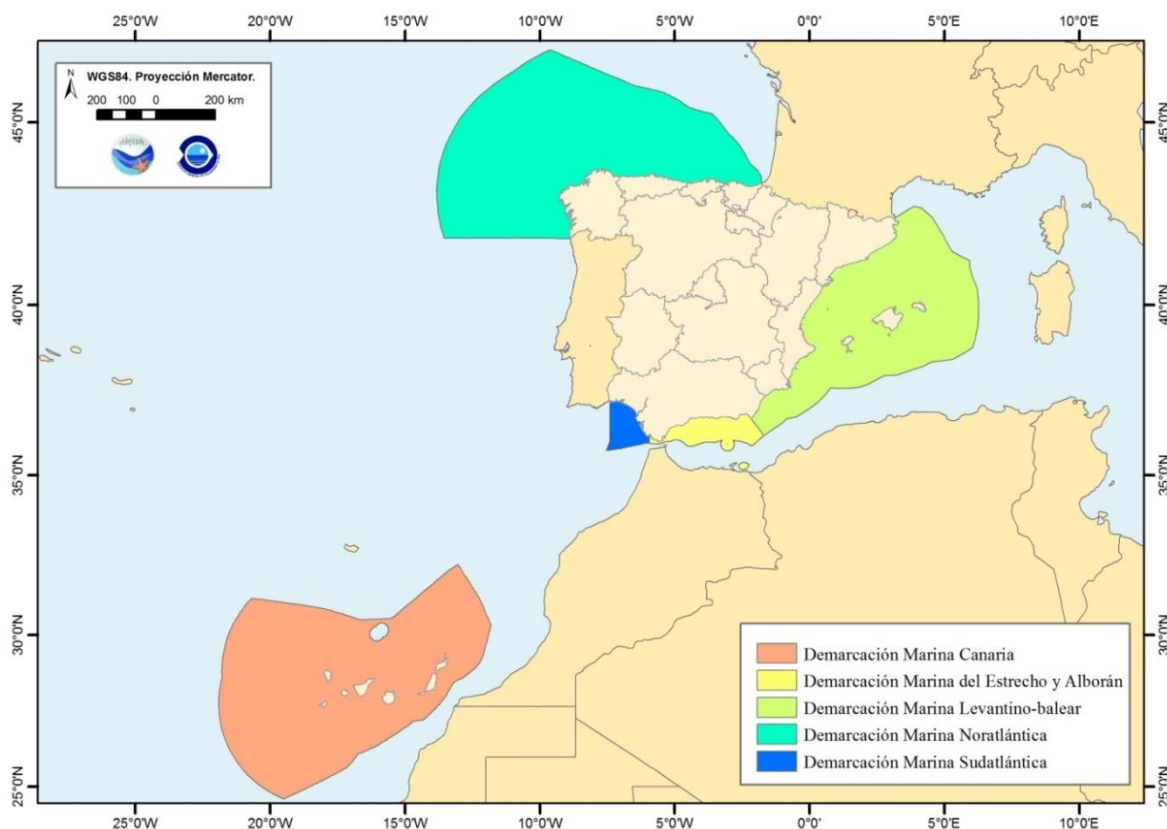 25°0'W 20°0'W 15°0'W 10°0'W 5°0'W 0°0' 5°0'E 10°0'E
N
WGS84. Proyección Mercator.
200 100 0 200 km
45°0'N 45°0'N
40°0'N 40°0'N
35°0'N 35°0'N
30°0'N 30°0'N
25°0'N 25°0'N
Demarcación Marina Canaria
Demarcación Marina del Estrecho y Alborán
Demarcación Marina Levantino-balear
Demarcación Marina Noratlántica
Demarcación Marina Sudatlántica
25°0'W 20°0'W 15°0'W 10°0'W 5°0'W 0°0' 5°0'E 10°0'E